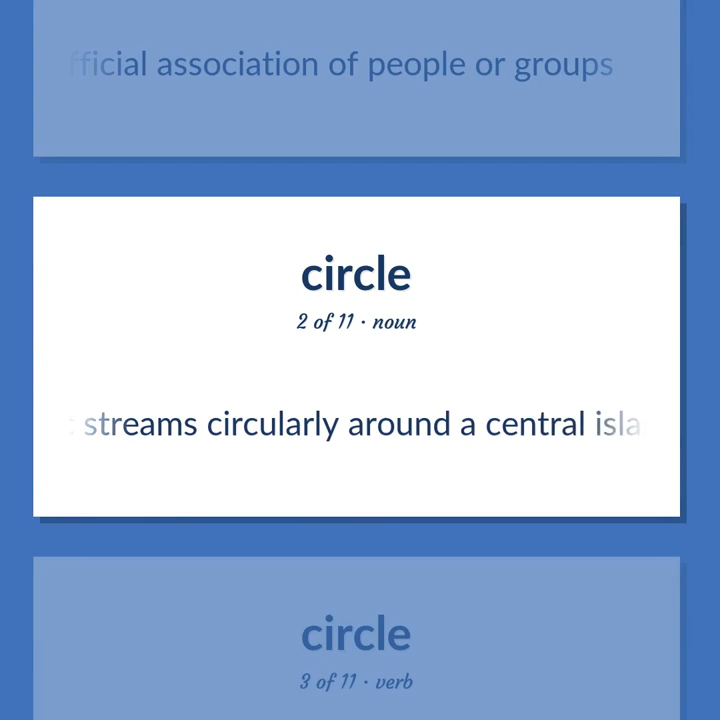 fficial association of people or groups
circle
2 of 11 · noun
streams circularly around a central isla
circle
3 of 11 · verb